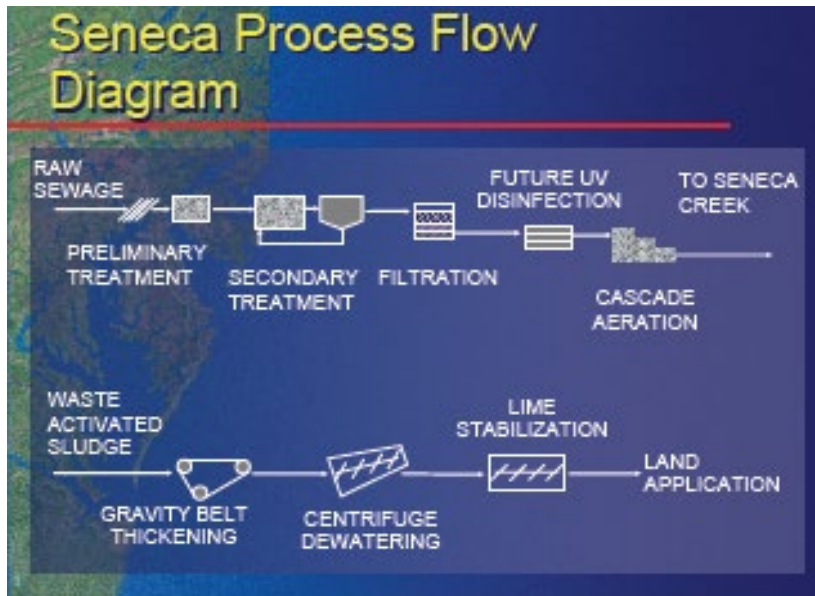 Seneca Process Flow
Diagram
RAW
SEWAGE
PRELIMINARY
TREATMENT
SECONDARY
TREATMENT
FILTRATION
FUTURE UV
DISINFECTION
CASCADE
AERATION
TO SENECA
CREEK
WASTE
ACTIVATED
SLUDGE
GRAVITY BELT
THICKENING
CENTRIFUGE
DEWATERING
LIME
STABILIZATION
LAND
APPLICATION